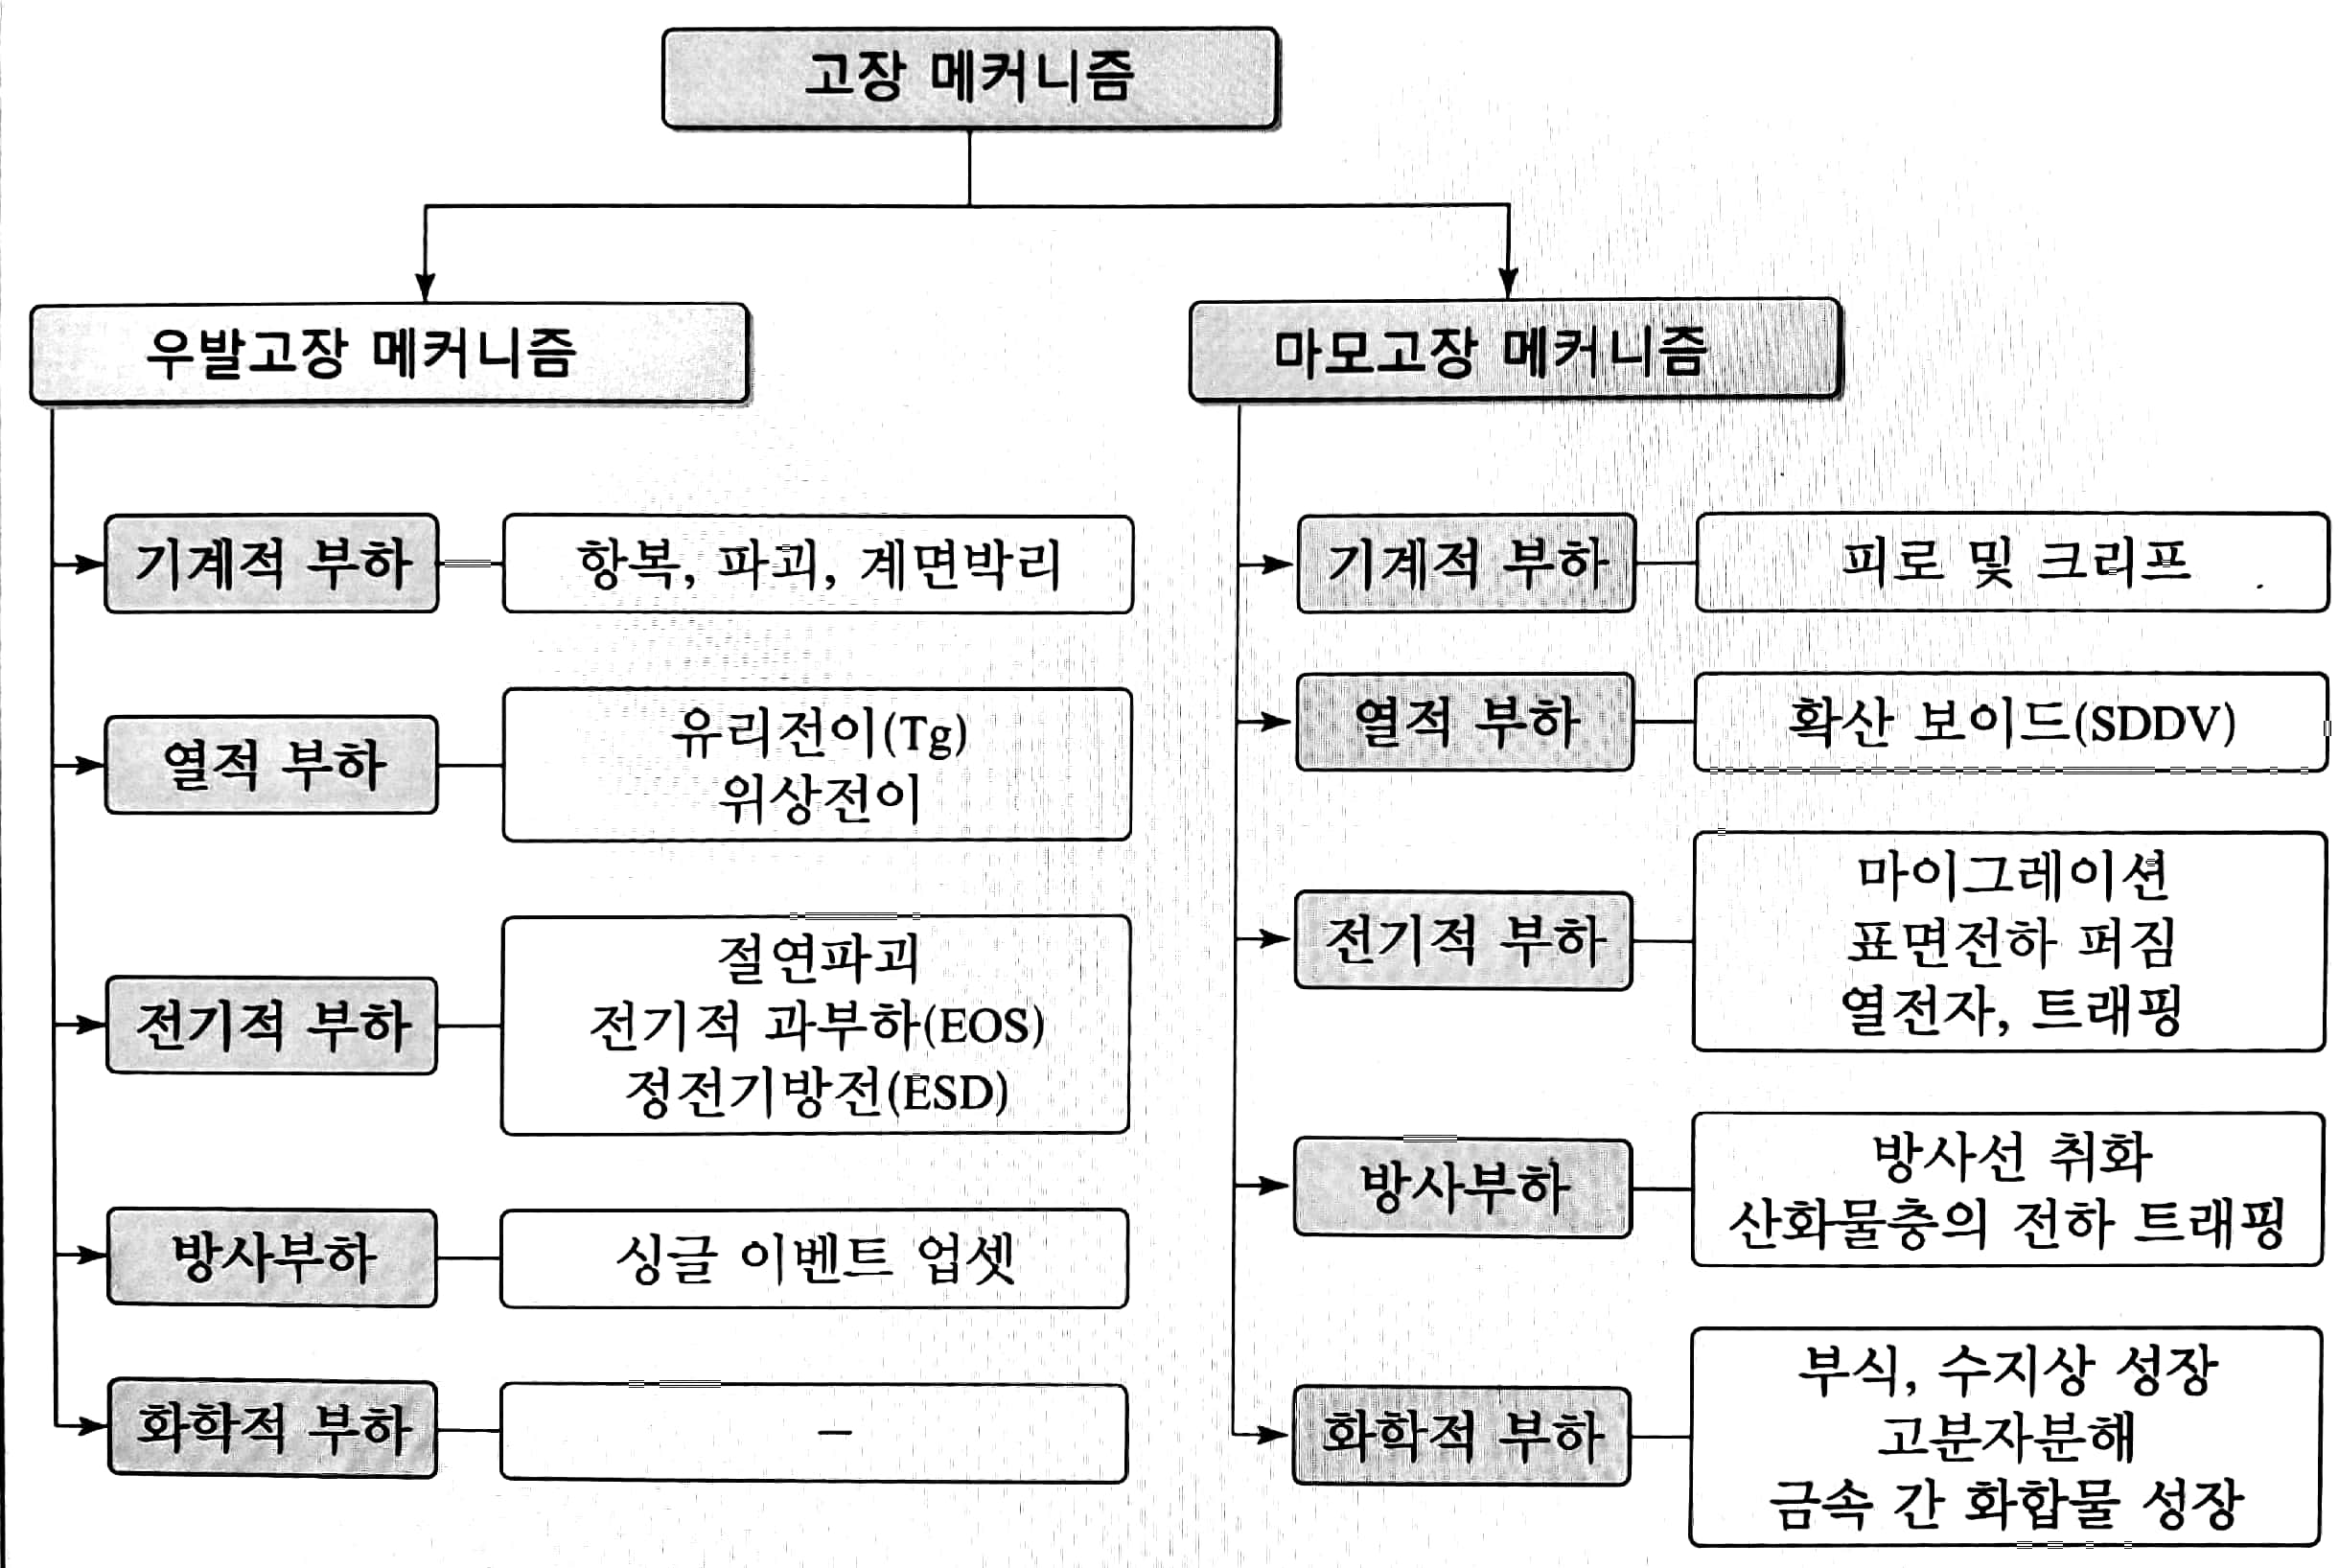 고장 메커니즘
우발고장 메커니즘
기계적 부하
항복, 파괴, 계면박리
열적 부하
유리전이(Tg)
위상전이
전기적 부하
절연파괴
전기적 과부하(EOS)
정전기방전(ESD)
방사부하
싱글 이벤트 업셋
화학적 부하
–
마모고장 메커니즘
기계적 부하
피로 및 크리프
열적 부하
확산 보이드(SDDV)
전기적 부하
마이그레이션
표면전하 퍼짐
열전자, 트래핑
방사부하
방사선 취화
산화물층의 전하 트래핑
화학적 부하
부식, 수지상 성장
고분자분해
금속 간 화합물 성장